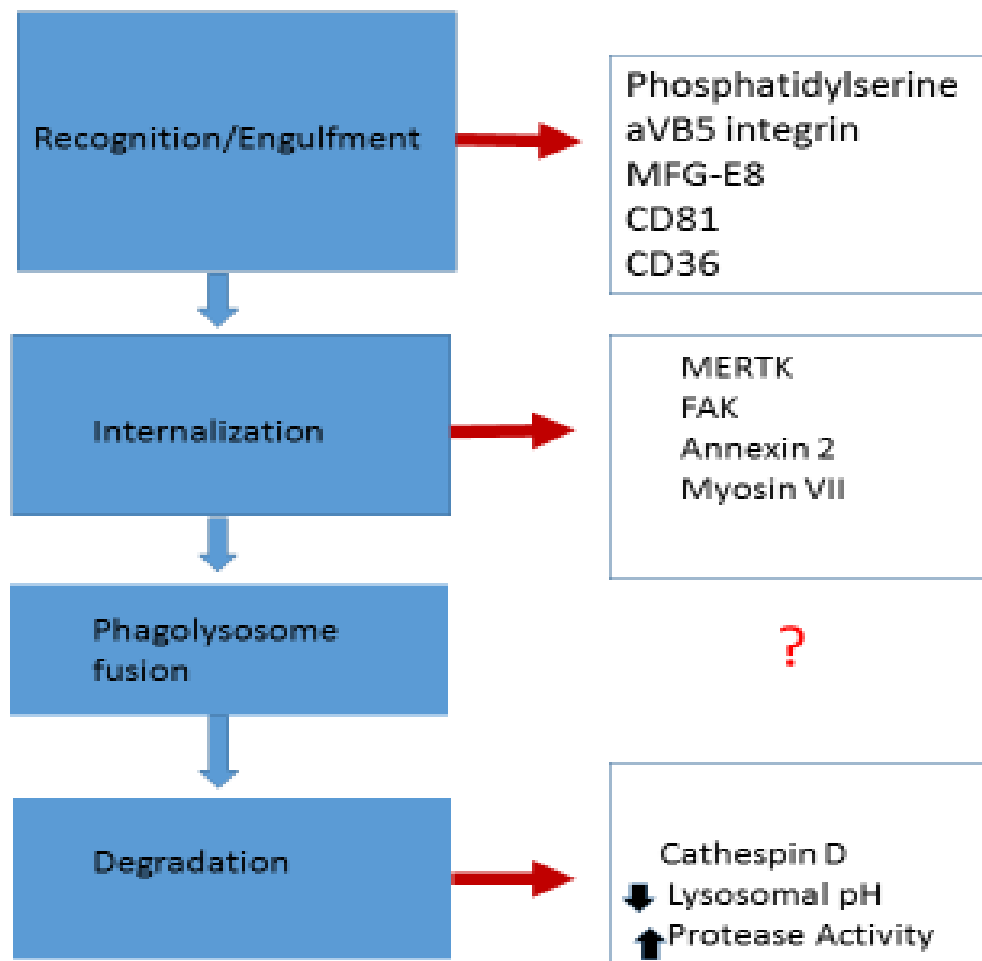 Recognition/Engulfment
Phosphatidylserine
aVB5 integrin
MFG-E8
CD81
CD36
Internalization
MERTK
FAK
Annexin 2
Myosin VII
Phagolysosome
fusion
?
Degradation
Cathespin D
Lysosomal pH
Protease Activity